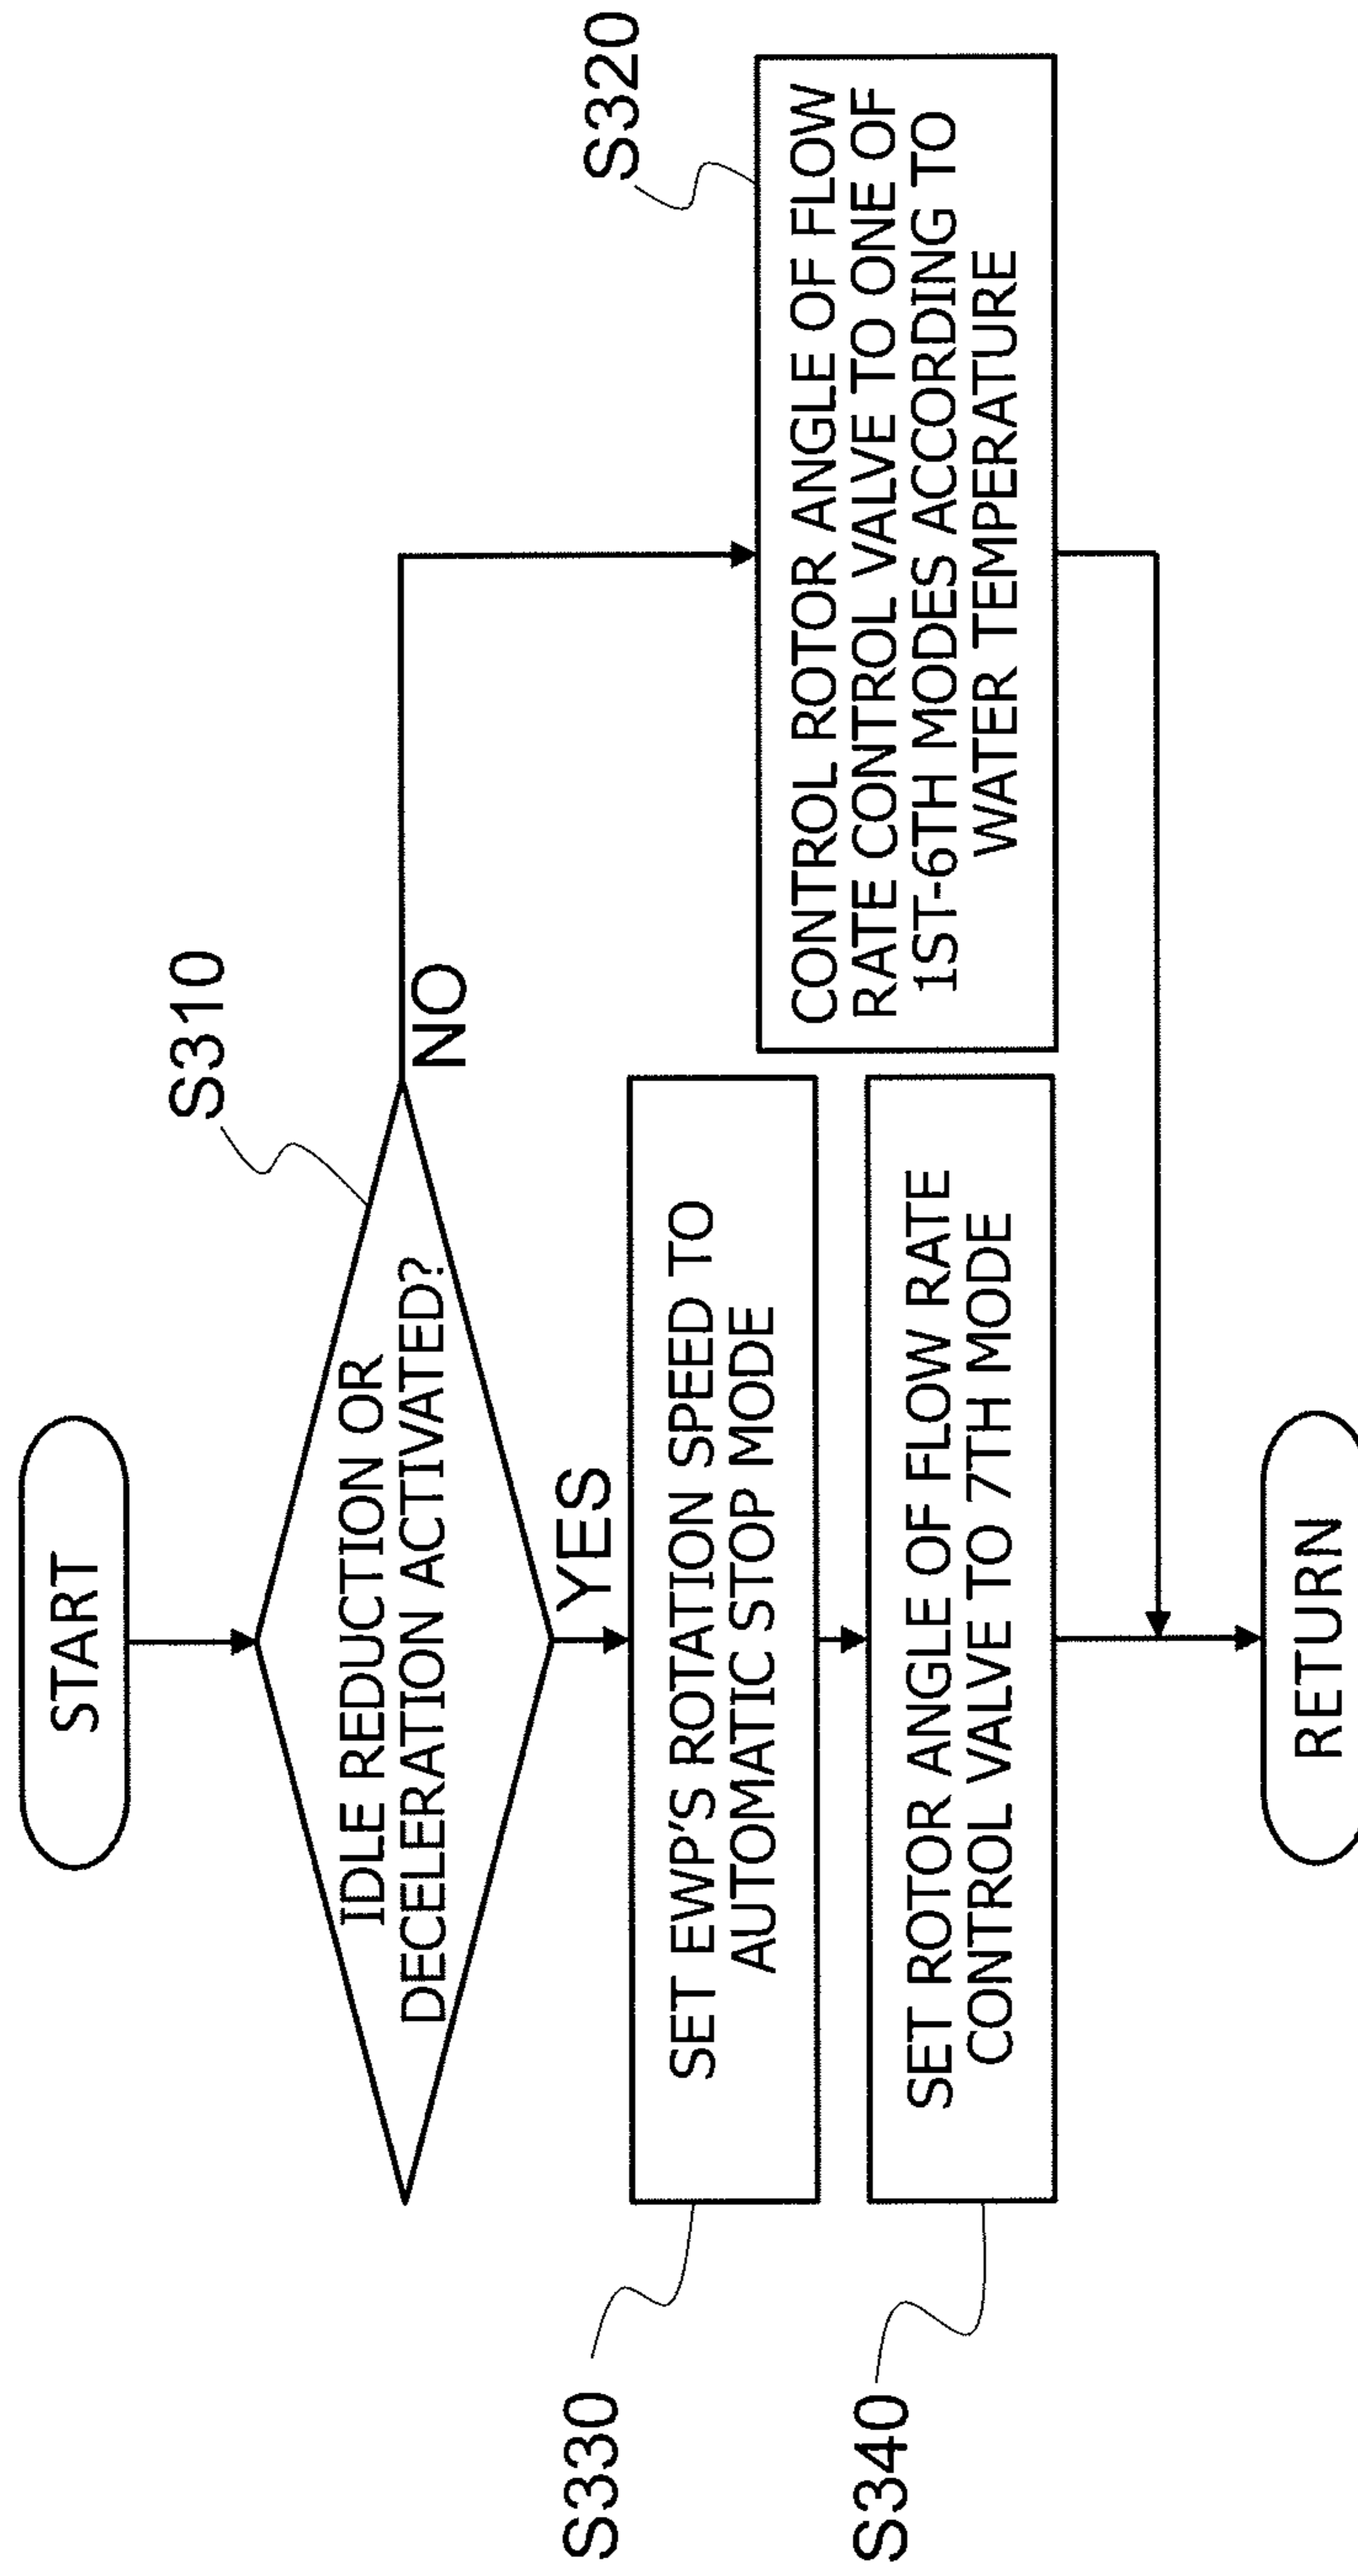 START
S310
IDLE REDUCTION OR
DECELERATION ACTIVATED?
NO
YES
S320
CONTROL ROTOR ANGLE OF FLOW
RATE CONTROL VALVE TO ONE OF
1ST-6TH MODES ACCORDING TO
WATER TEMPERATURE
S330
SET EWP'S ROTATION SPEED TO
AUTOMATIC STOP MODE
S340
SET ROTOR ANGLE OF FLOW RATE
CONTROL VALVE TO 7TH MODE
RETURN